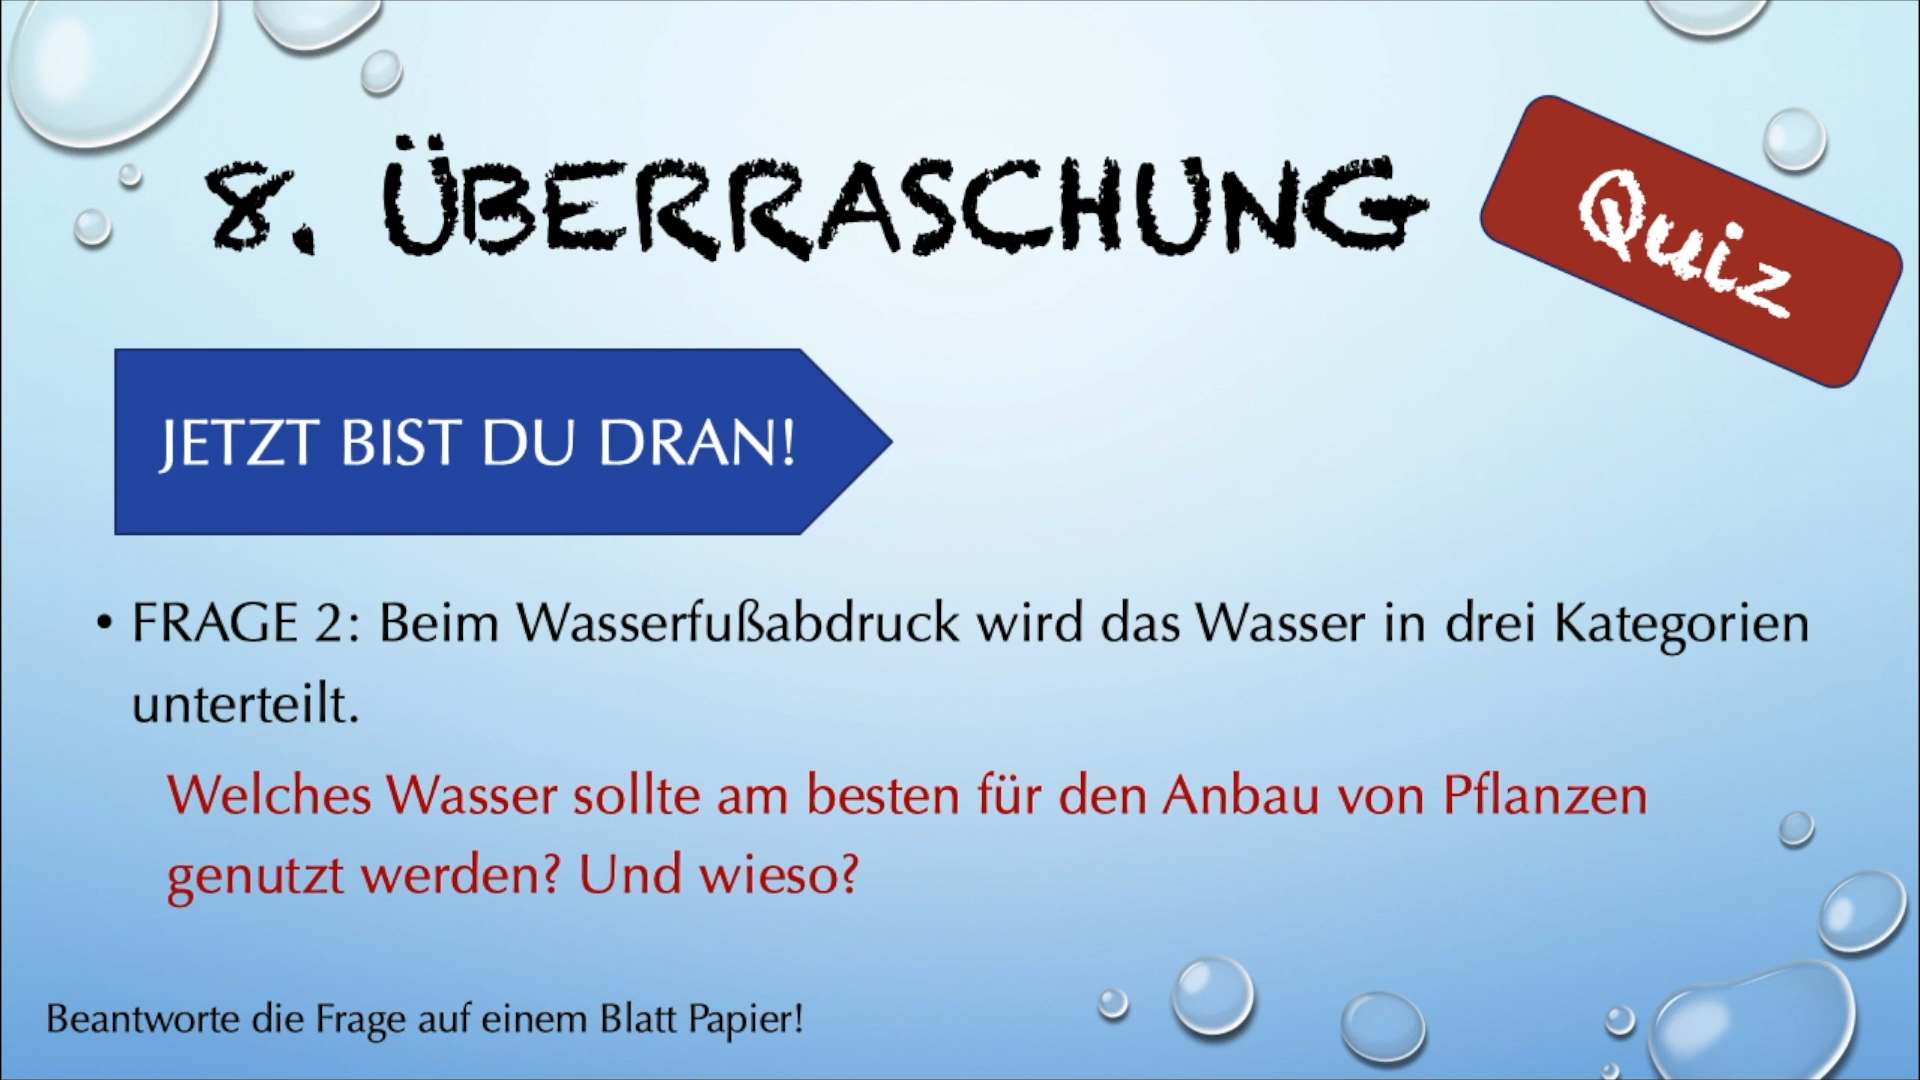 8. ÜBERRASCHUNG
Quiz
JETZT BIST DU DRAN!
• FRAGE 2: Beim Wasserfußabdruck wird das Wasser in drei Kategorien
unterteilt.
Welches Wasser sollte am besten für den Anbau von Pflanzen
genutzt werden? Und wieso?
Beantworte die Frage auf einem Blatt Papier!